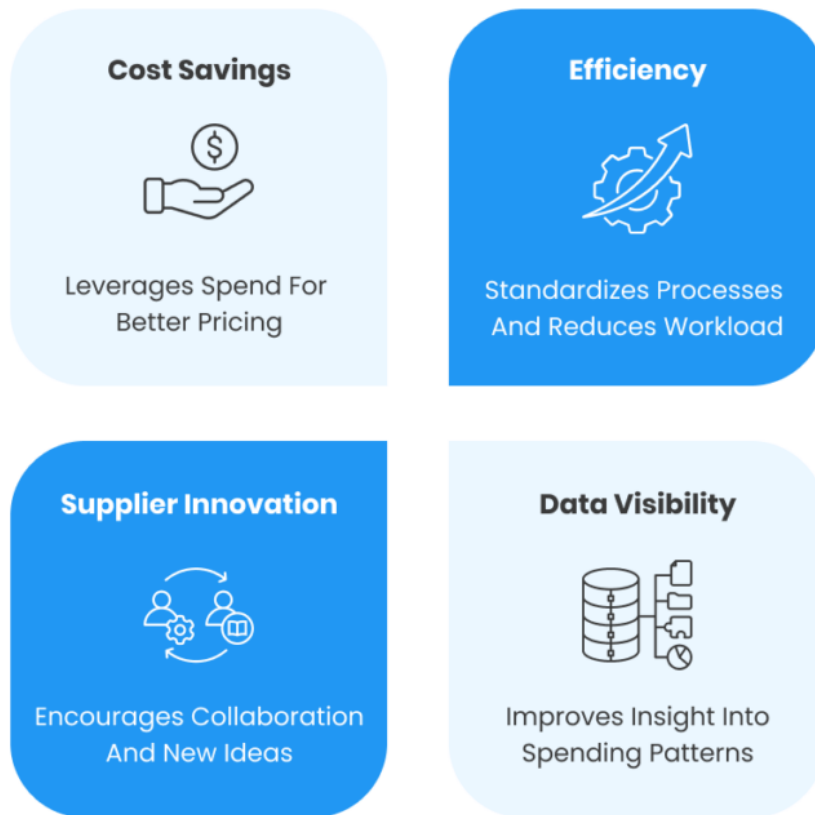 Cost Savings
$
Leverages Spend For
Better Pricing
Efficiency
Standardizes Processes
And Reduces Workload
Supplier Innovation
Encourages Collaboration
And New Ideas
Data Visibility
Improves Insight Into
Spending Patterns